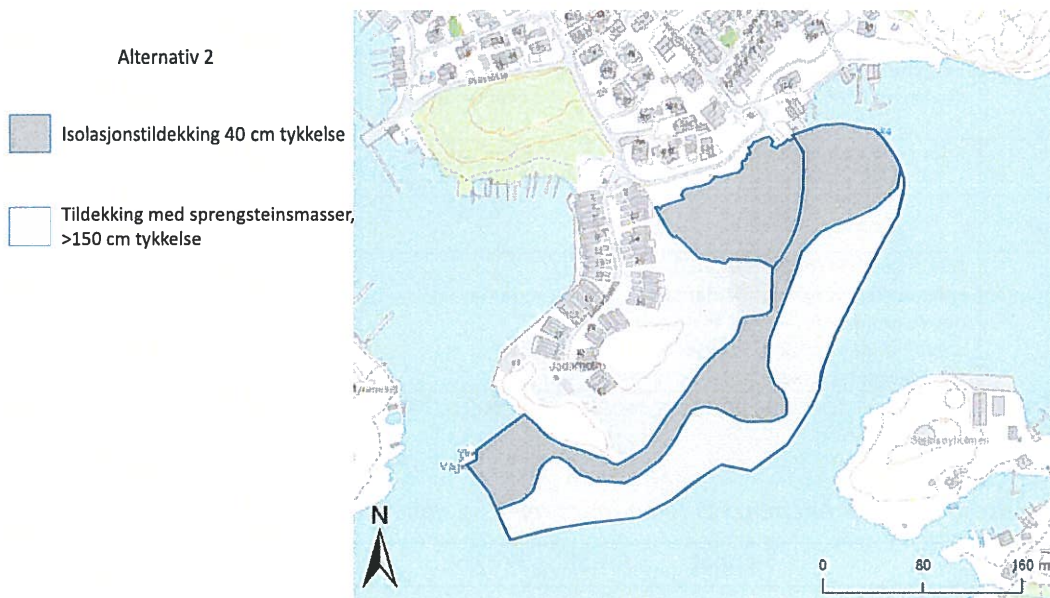 Alternativ 2
Isolasjonstildekking 40 cm tykkelse
Tildekking med sprengsteinsmasser,
>150 cm tykkelse
N
0 80 160 m